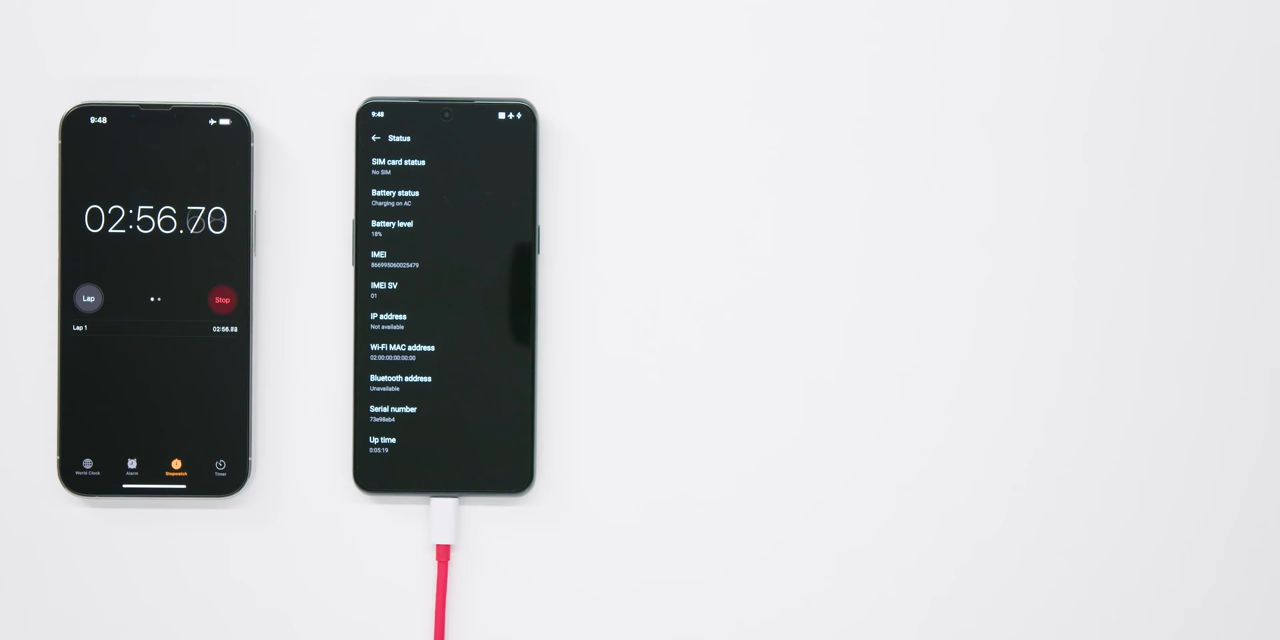 9:48
02:56.70
Lap
Stop
Lap 1
02:56.88
World Clock
Alarm
Stopwatch
Timer
9:48
Status
SIM card status
No SIM
Battery status
Charging on AC
Battery level
18%
IMEI
866995060025479
IMEI SV
01
IP address
Not available
Wi-Fi MAC address
02:00:00:00:00:00
Bluetooth address
Unavailable
Serial number
73e98eb4
Up time
0:05:19